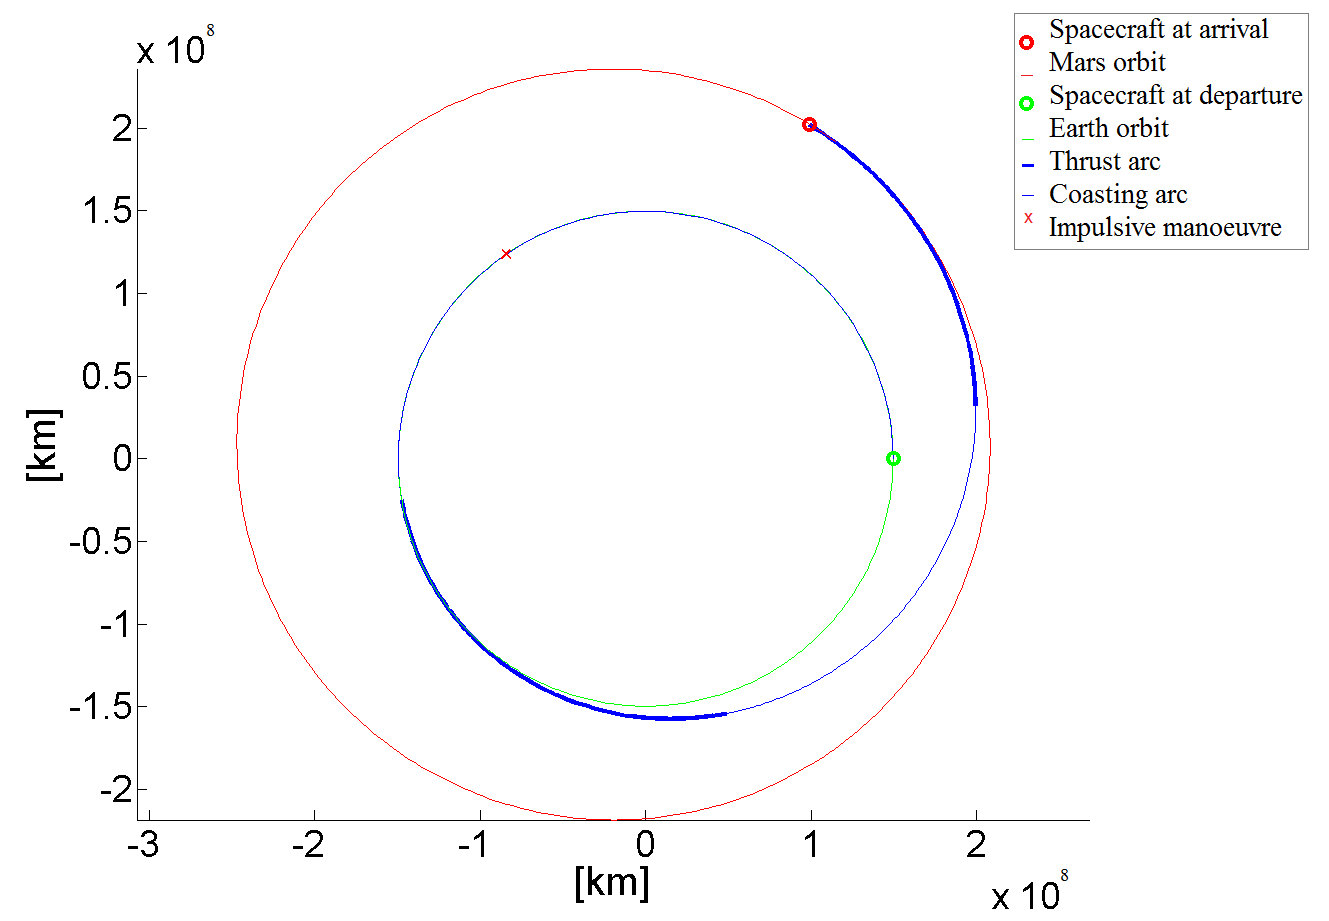 x 10⁸
Spacecraft at arrival
Mars orbit
Spacecraft at departure
Earth orbit
Thrust arc
Coasting arc
x Impulsive manoeuvre
2
1.5
1
0.5
0
-0.5
-1
-1.5
-2
[km]
-3 -2 -1 0 1 2
[km]
x 10⁸